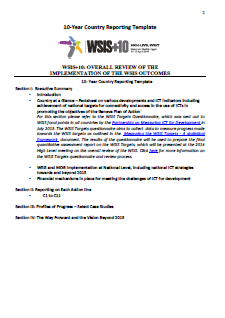 2
10-Year Country Reporting Template
WSIS+10
HIGH-LEVEL EVENT
WSIS+10: OVERALL REVIEW OF THE
IMPLEMENTATION OF THE WSIS OUTCOMES
10-Year Country Reporting Template
Section I: Executive Summary
• Introduction
• Country at a Glance – Factsheet on various developments and ICT indicators including
achievement of national targets for connectivity and access to the use of ICTs in
promoting the objectives of the Geneva Plan of Action
For this section please refer to the WSIS Targets Questionnaire, which was sent out to
WSIS focal points in all countries by the Partnership on Measuring ICT for Development in
July 2013. The WSIS Targets questionnaire aims to collect data to measure progress made
towards the WSIS targets as outlined in the Measuring the WSIS Targets - A statistical
framework, document. The results of the questionnaire will be used to prepare the final
quantitative assessment report on the WSIS Targets, which will be presented at the 2014
High Level meeting on the overall review of the WSIS. Click here for more information on
the WSIS Targets questionnaire and review process.
• WSIS and MDG Implementation at National Level, including national ICT strategies
towards and beyond 2015
• Financial mechanisms in place for meeting the challenges of ICT for development
Section II: Reporting on Each Action line
• C1 to C11
Section III: Profiles of Progress – Select Case Studies
Section IV: The Way Forward and the Vision Beyond 2015